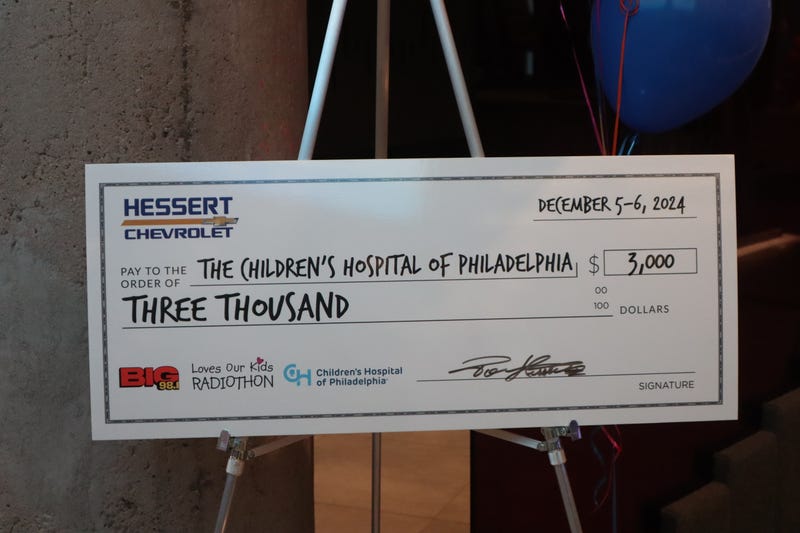 HESSERT
CHEVROLET
DECEMBER 5-6, 2024
PAY TO THE
ORDER OF
THE CHILDREN'S HOSPITAL OF PHILADELPHIA
$ 3,000
THREE THOUSAND
00
100
DOLLARS
BIG
98.1
Loves Our Kids
RADIOTHON
CH
Children's Hospital
of Philadelphia
SIGNATURE